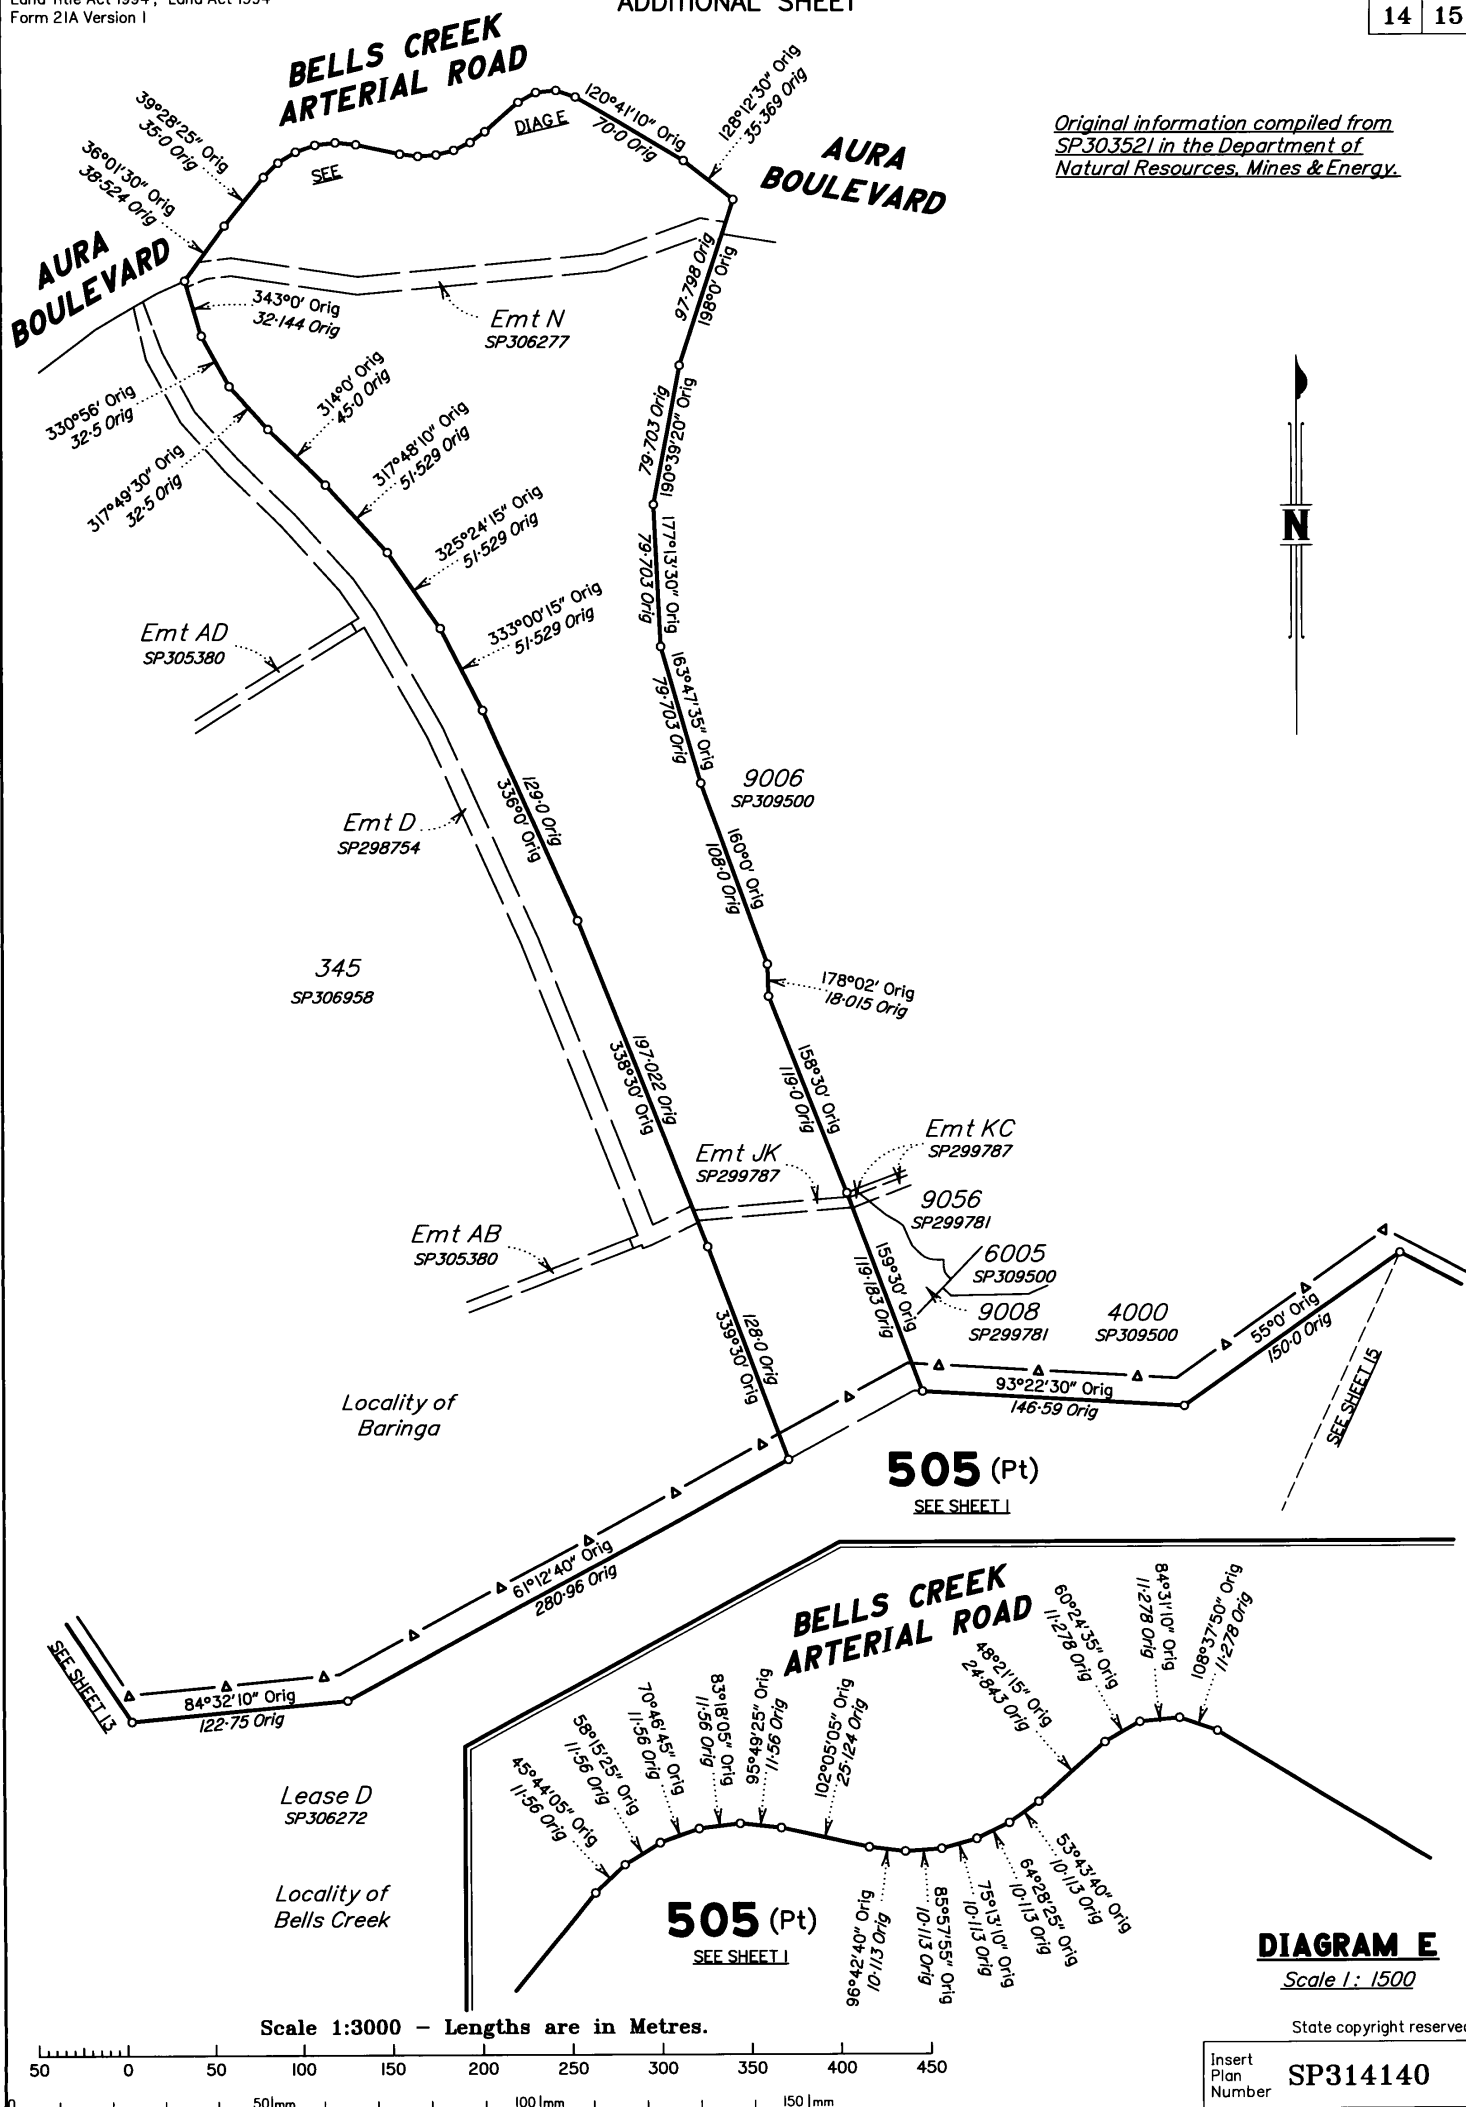 Land Title Act 1994 ; Land Act 1994
Form 21A Version 1
ADDITIONAL SHEET
14 15
BELLS CREEK
ARTERIAL ROAD
Original information compiled from
SP303521 in the Department of
Natural Resources, Mines & Energy.
39°28'25" Orig
35·0 Orig
36°01'30" Orig
38·524 Orig
SEE
DIAG E
120°41'10" Orig
70·0 Orig
128°12'30" Orig
35·369 Orig
AURA
BOULEVARD
AURA
BOULEVARD
343°0' Orig
32·144 Orig
Emt N
SP306277
97·798 Orig
198°0' Orig
330°56' Orig
32·5 Orig
314°0' Orig
45·0 Orig
317°49'30" Orig
32·5 Orig
317°48'10" Orig
51·529 Orig
79·703 Orig
190°39'20" Orig
N
325°24'15" Orig
51·529 Orig
177°13'30" Orig
79·703 Orig
333°00'15" Orig
51·529 Orig
Emt AD
SP305380
163°47'35" Orig
79·703 Orig
9006
SP309500
Emt D
SP298754
129·0 Orig
336°0' Orig
160°0' Orig
108·0 Orig
345
SP306958
178°02' Orig
18·015 Orig
197·022 Orig
338°30' Orig
158°30' Orig
119·0 Orig
Emt JK
SP299787
Emt KC
SP299787
9056
SP299781
Emt AB
SP305380
6005
SP309500
159°30' Orig
119·183 Orig
9008
SP299781
4000
SP309500
128·0 Orig
339°30' Orig
55°0' Orig
150·0 Orig
SEE SHEET 15
93°22'30" Orig
146·59 Orig
Locality of
Baringa
505 (Pt)
SEE SHEET 1
61°12'40" Orig
280·96 Orig
SEE SHEET 13
84°32'10" Orig
122·75 Orig
BELLS CREEK
ARTERIAL ROAD
45°44'05" Orig
11·56 Orig
58°15'25" Orig
11·56 Orig
70°46'45" Orig
11·56 Orig
83°18'05" Orig
11·56 Orig
95°49'25" Orig
11·56 Orig
102°05'05" Orig
25·124 Orig
48°21'15" Orig
24·843 Orig
60°24'35" Orig
11·278 Orig
84°31'10" Orig
11·278 Orig
108°37'50" Orig
11·278 Orig
Lease D
SP306272
Locality of
Bells Creek
505 (Pt)
SEE SHEET 1
96°42'40" Orig
10·113 Orig
85°57'55" Orig
10·113 Orig
75°13'10" Orig
10·113 Orig
64°28'25" Orig
10·113 Orig
53°43'40" Orig
10·113 Orig
DIAGRAM E
Scale 1 : 1500
Scale 1:3000 – Lengths are in Metres.
State copyright reserved
50 0 50 100 150 200 250 300 350 400 450
0 50 mm 100 mm 150 mm
Insert
Plan
Number
SP314140